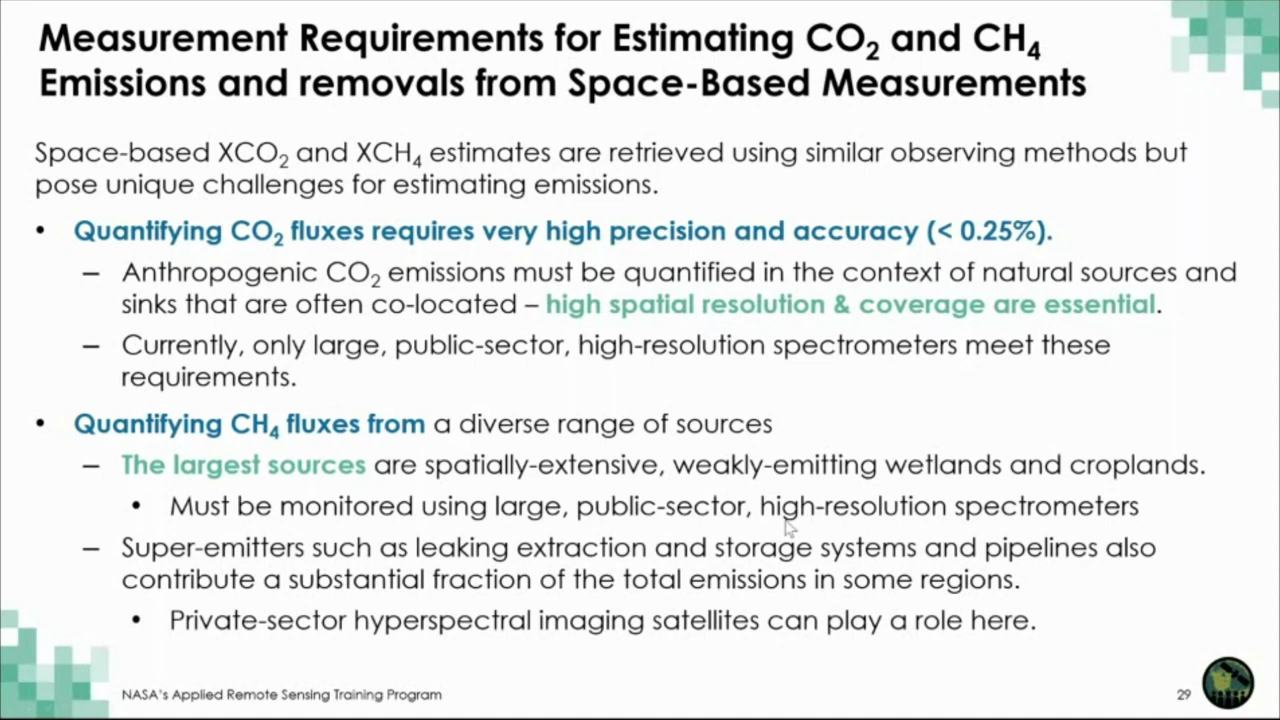 Measurement Requirements for Estimating CO₂ and CH₄
Emissions and removals from Space-Based Measurements
Space-based XCO₂ and XCH₄ estimates are retrieved using similar observing methods but
pose unique challenges for estimating emissions.
• Quantifying CO₂ fluxes requires very high precision and accuracy (< 0.25%).
– Anthropogenic CO₂ emissions must be quantified in the context of natural sources and
sinks that are often co-located – high spatial resolution & coverage are essential.
– Currently, only large, public-sector, high-resolution spectrometers meet these
requirements.
• Quantifying CH₄ fluxes from a diverse range of sources
– The largest sources are spatially-extensive, weakly-emitting wetlands and croplands.
• Must be monitored using large, public-sector, high-resolution spectrometers
– Super-emitters such as leaking extraction and storage systems and pipelines also
contribute a substantial fraction of the total emissions in some regions.
• Private-sector hyperspectral imaging satellites can play a role here.
NASA's Applied Remote Sensing Training Program
29